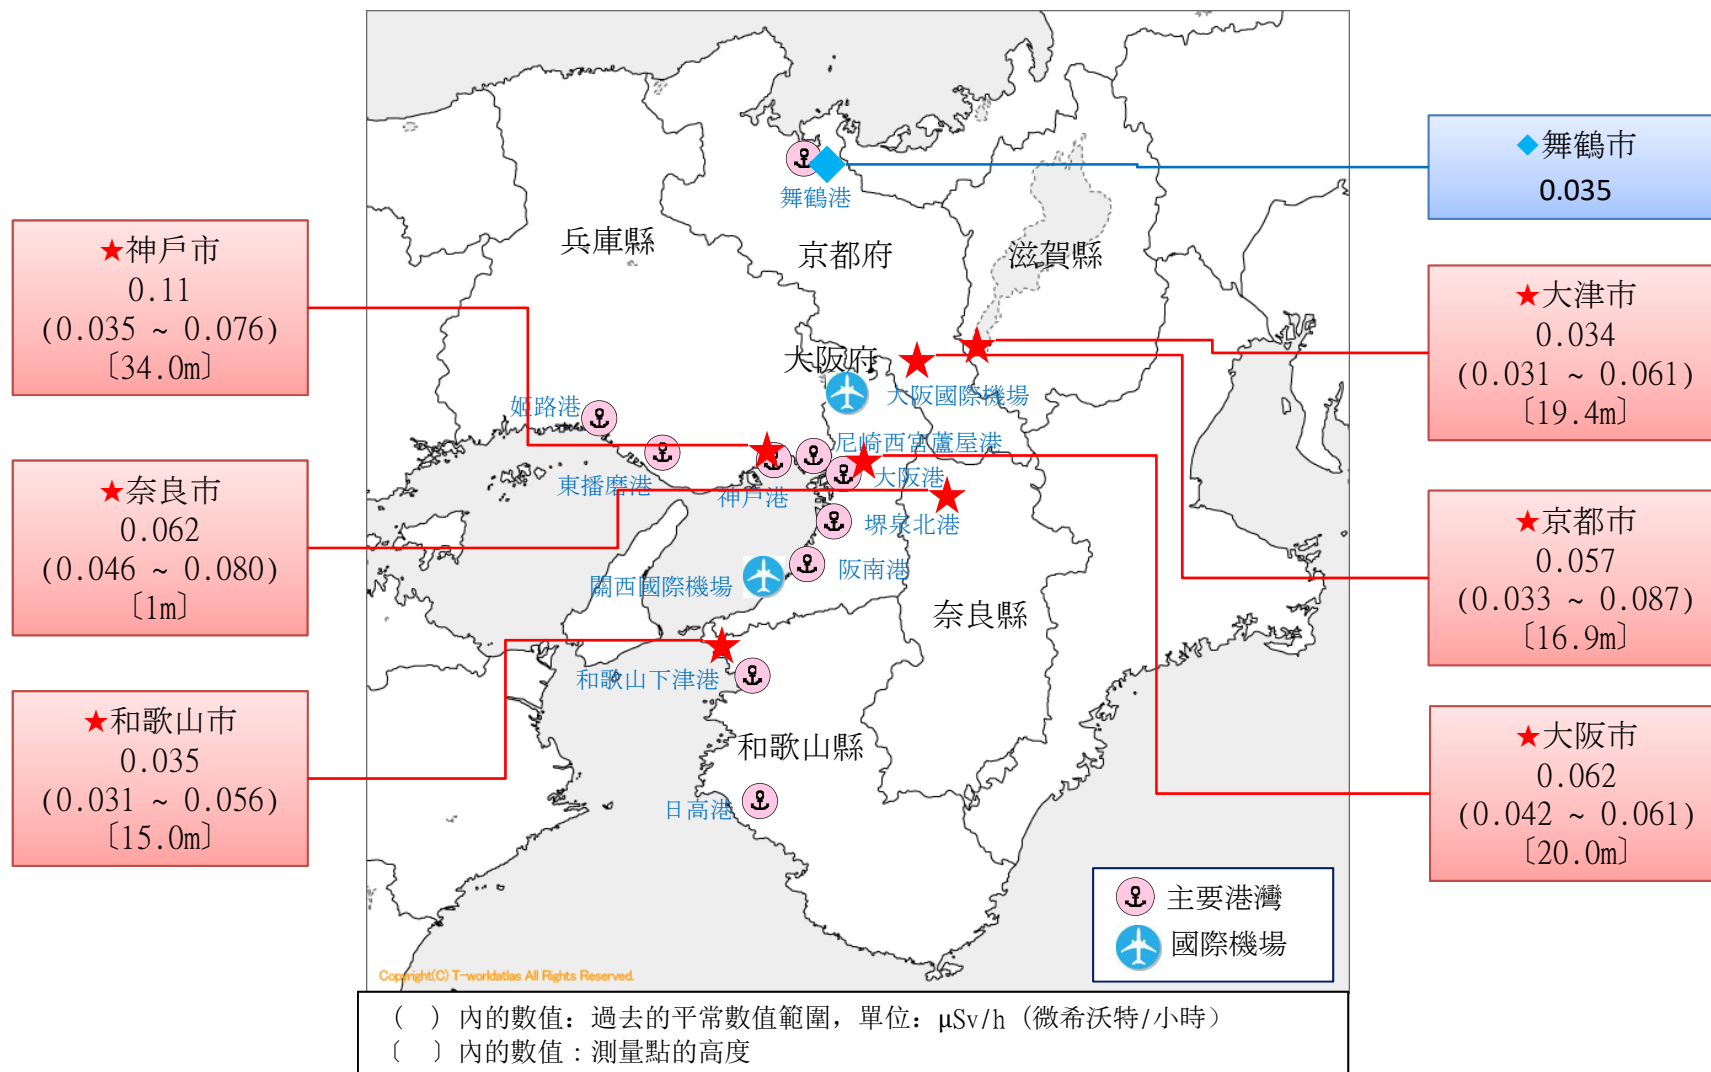 ★神戶市
0.11
(0.035 ~ 0.076)
〔34.0m〕
★奈良市
0.062
(0.046 ~ 0.080)
〔1m〕
★和歌山市
0.035
(0.031 ~ 0.056)
〔15.0m〕
舞鶴港
兵庫縣
京都府
滋賀縣
大阪府
大阪國際機場
姬路港
尼崎西宮蘆屋港
東播磨港
神戶港
大阪港
堺泉北港
阪南港
關西國際機場
奈良縣
和歌山下津港
和歌山縣
日高港
◆舞鶴市
0.035
★大津市
0.034
(0.031 ~ 0.061)
〔19.4m〕
★京都市
0.057
(0.033 ~ 0.087)
〔16.9m〕
★大阪市
0.062
(0.042 ~ 0.061)
〔20.0m〕
主要港灣
國際機場
Copyright(C) T-worldatlas All Rights Reserved.
(　) 內的數值：過去的平常數值範圍，單位：μSv/h（微希沃特/小時）
〔　〕內的數值：測量點的高度